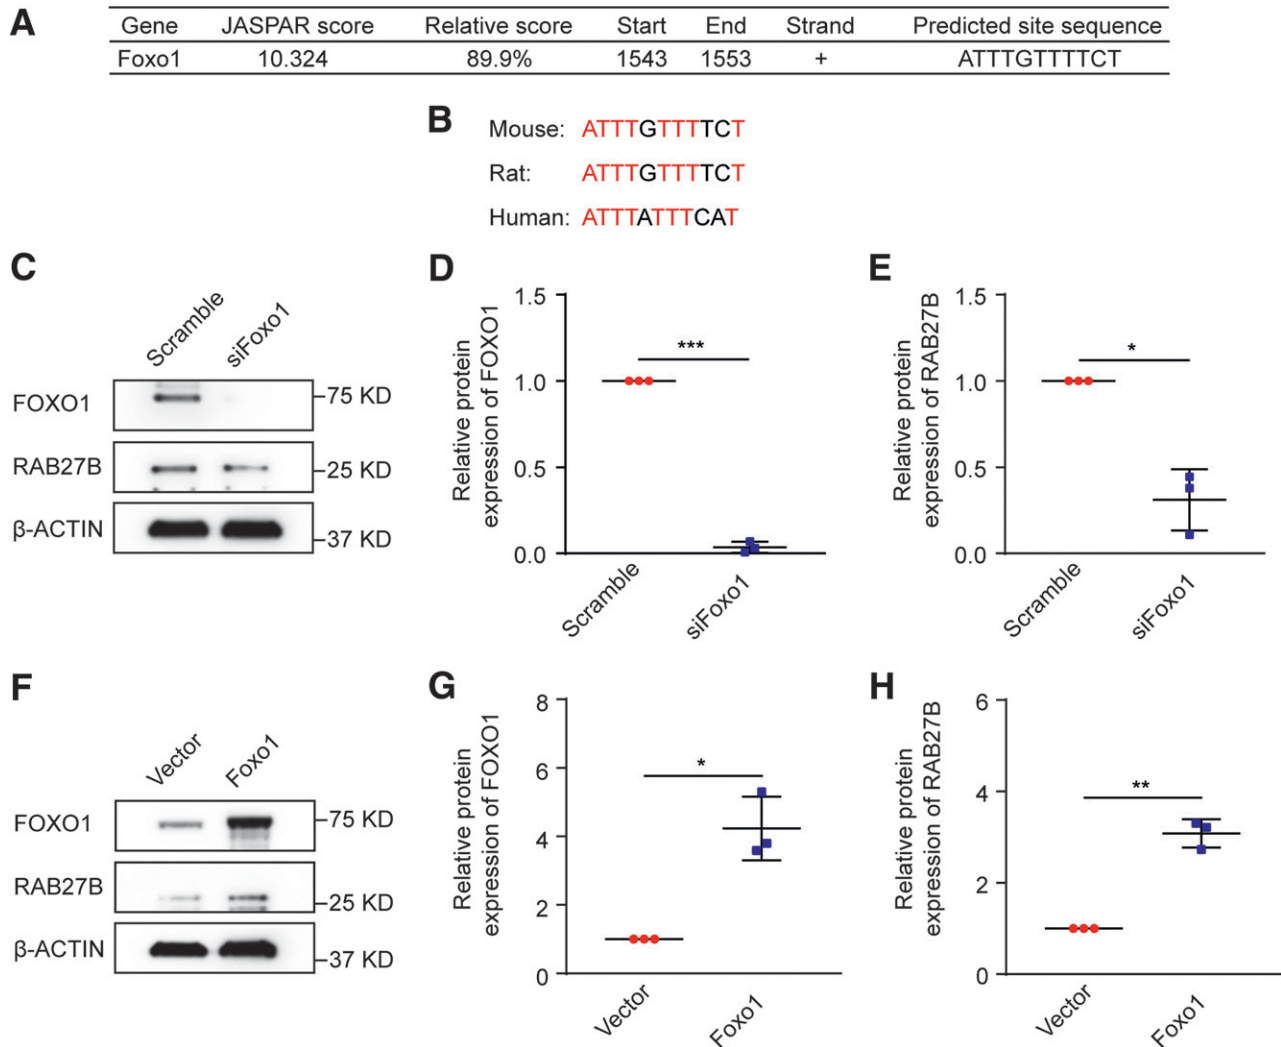 A
Gene JASPAR score Relative score Start End Strand Predicted site sequence
Foxo1 10.324 89.9% 1543 1553 + ATTTGTTTTCT
B
Mouse: ATTTGTTTTCT
Rat: ATTTGTTTTCT
Human: ATTTATTTCAT
C
Scramble siFoxo1
FOXO1 75 KD
RAB27B 25 KD
β-ACTIN 37 KD
D
Relative protein
expression of FOXO1
1.5
1.0
0.5
0.0
***
Scramble siFoxo1
E
Relative protein
expression of RAB27B
1.5
1.0
0.5
0.0
*
Scramble siFoxo1
F
Vector Foxo1
FOXO1 75 KD
RAB27B 25 KD
β-ACTIN 37 KD
G
Relative protein
expression of FOXO1
8
6
4
2
0
*
Vector Foxo1
H
Relative protein
expression of RAB27B
6
4
2
0
**
Vector Foxo1